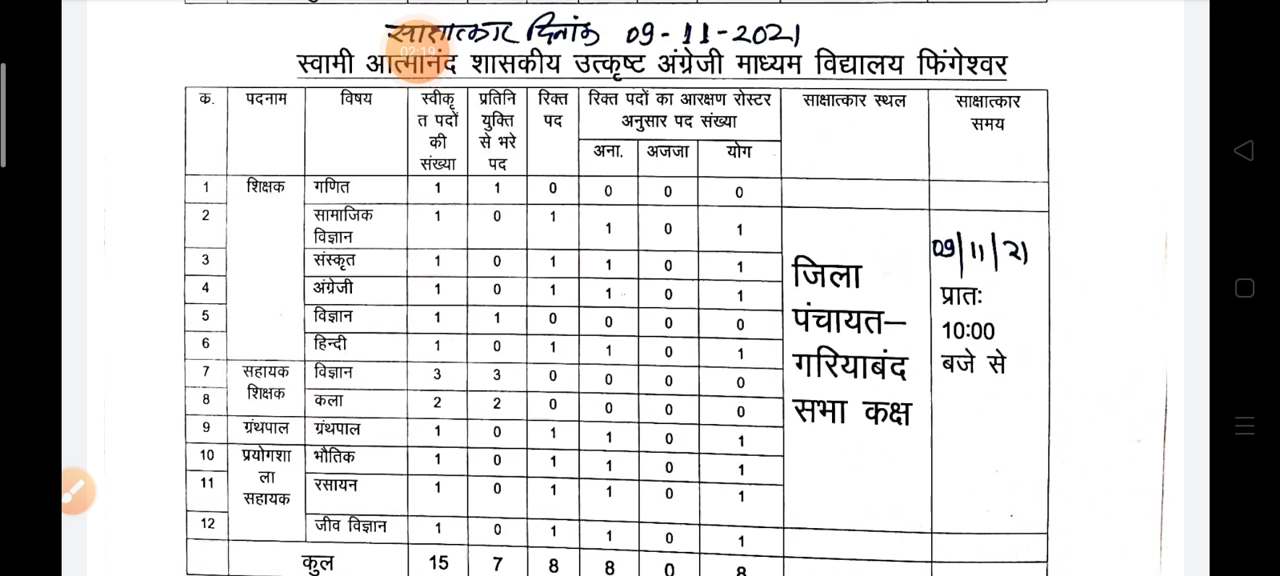 साक्षात्कार दिनांक 09-11-2021
02:19
स्वामी आत्मानंद शासकीय उत्कृष्ट अंग्रेजी माध्यम विद्यालय फिंगेश्वर
क. पदनाम विषय स्वीकृत पदों की संख्या प्रतिनियुक्ति से भरे पद रिक्त पद रिक्त पदों का आरक्षण रोस्टर अनुसार पद संख्या साक्षात्कार स्थल साक्षात्कार समय
अना. अजजा योग
1 शिक्षक गणित 1 1 0 0 0 0
2 सामाजिक विज्ञान 1 0 1 1 0 1
3 संस्कृत 1 0 1 1 0 1
4 अंग्रेजी 1 0 1 1 0 1
5 विज्ञान 1 1 0 0 0 0
6 हिन्दी 1 0 1 1 0 1
7 सहायक शिक्षक विज्ञान 3 3 0 0 0 0
8 कला 2 2 0 0 0 0
9 ग्रंथपाल ग्रंथपाल 1 0 1 1 0 1
10 प्रयोगशाला सहायक भौतिक 1 0 1 1 0 1
11 रसायन 1 0 1 1 0 1
12 जीव विज्ञान 1 0 1 1 0 1
कुल 15 7 8 8 0 8
जिला
पंचायत–
गरियाबंद
सभा कक्ष
09/11/21
प्रातः
10:00
बजे से